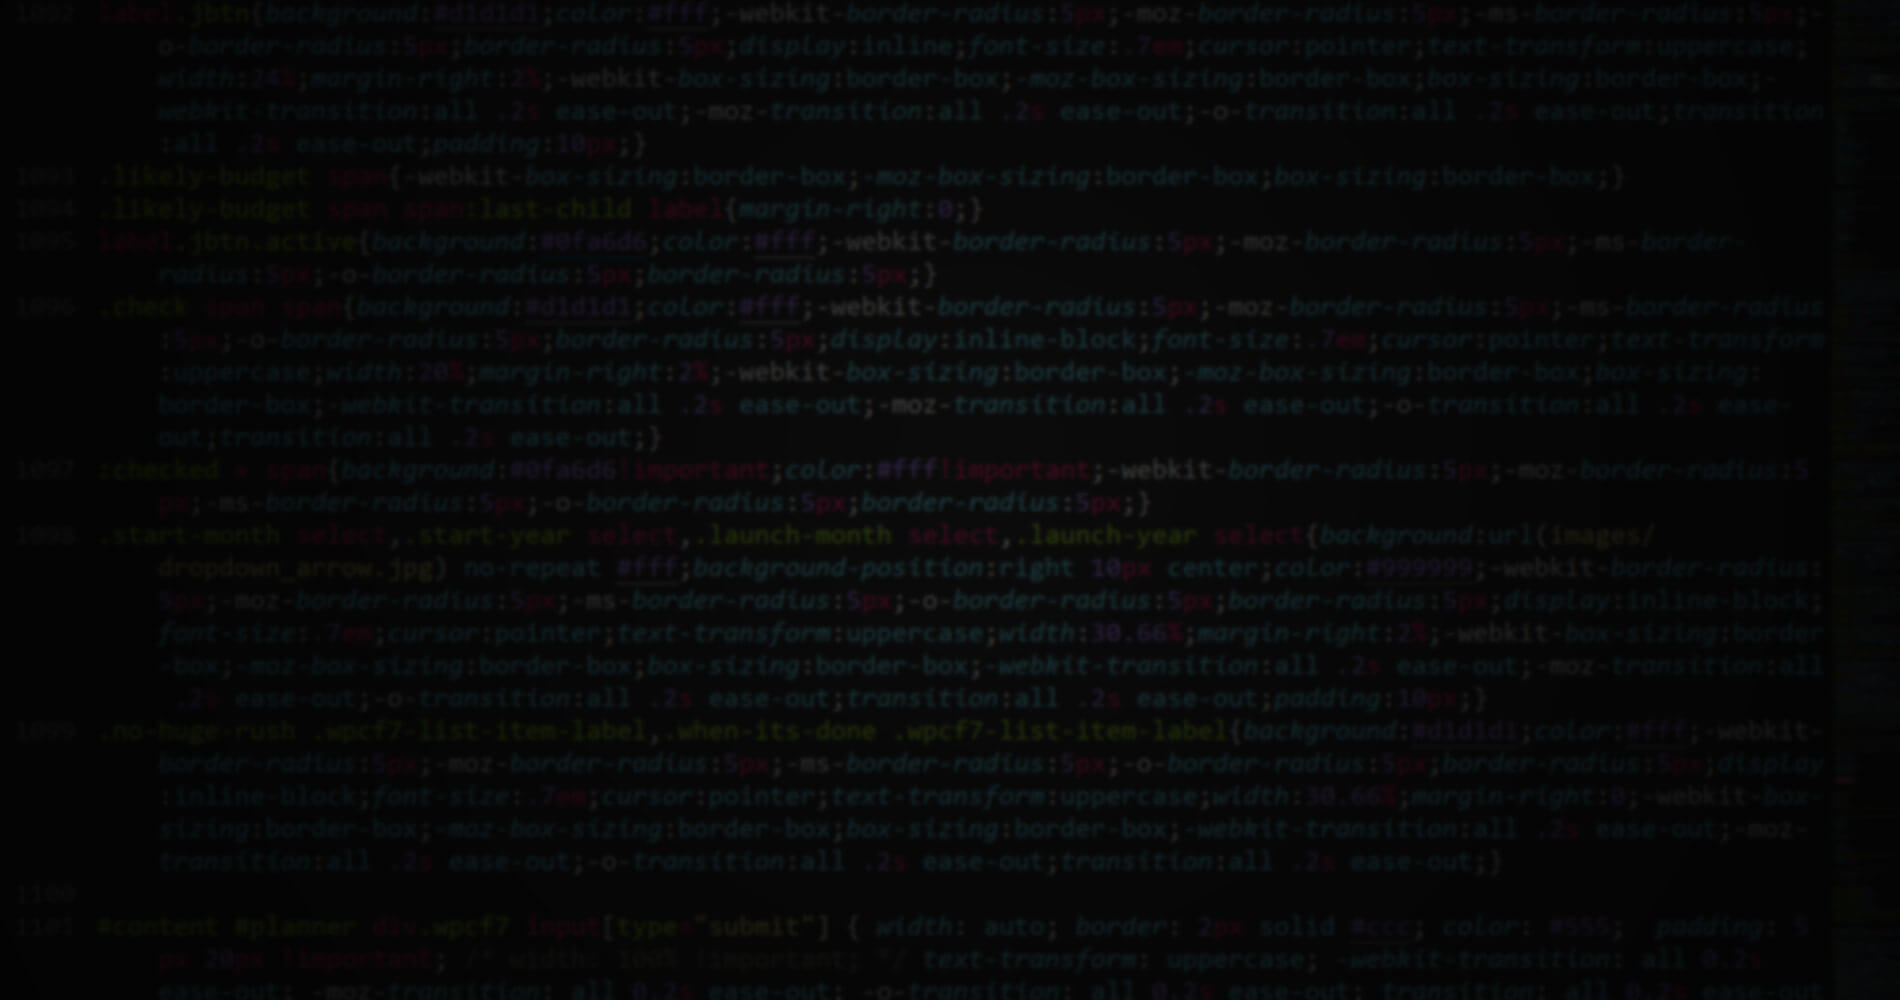 1092 label.jbtn{background:#d1d1d1;color:#fff;-webkit-border-radius:5px;-moz-border-radius:5px;-ms-border-radius:5px;-
o-border-radius:5px;border-radius:5px;display:inline;font-size:.7em;cursor:pointer;text-transform:uppercase;
width:24%;margin-right:2%;-webkit-box-sizing:border-box;-moz-box-sizing:border-box;box-sizing:border-box;-
webkit-transition:all .2s ease-out;-moz-transition:all .2s ease-out;-o-transition:all .2s ease-out;transition
:all .2s ease-out;padding:10px;}
1093 .likely-budget span{-webkit-box-sizing:border-box;-moz-box-sizing:border-box;box-sizing:border-box;}
1094 .likely-budget span span:last-child label{margin-right:0;}
1095 label.jbtn.active{background:#0fa6d6;color:#fff;-webkit-border-radius:5px;-moz-border-radius:5px;-ms-border-
radius:5px;-o-border-radius:5px;border-radius:5px;}
1096 .check span span{background:#d1d1d1;color:#fff;-webkit-border-radius:5px;-moz-border-radius:5px;-ms-border-radius
:5px;-o-border-radius:5px;border-radius:5px;display:inline-block;font-size:.7em;cursor:pointer;text-transform
:uppercase;width:20%;margin-right:2%;-webkit-box-sizing:border-box;-moz-box-sizing:border-box;box-sizing:
border-box;-webkit-transition:all .2s ease-out;-moz-transition:all .2s ease-out;-o-transition:all .2s ease-
out;transition:all .2s ease-out;}
1097 :checked + span{background:#0fa6d6!important;color:#fff!important;-webkit-border-radius:5px;-moz-border-radius:5
px;-ms-border-radius:5px;-o-border-radius:5px;border-radius:5px;}
1098 .start-month select,.start-year select,.launch-month select,.launch-year select{background:url(images/
dropdown_arrow.jpg) no-repeat #fff;background-position:right 10px center;color:#999999;-webkit-border-radius:
5px;-moz-border-radius:5px;-ms-border-radius:5px;-o-border-radius:5px;border-radius:5px;display:inline-block;
font-size:.7em;cursor:pointer;text-transform:uppercase;width:30.66%;margin-right:2%;-webkit-box-sizing:border
-box;-moz-box-sizing:border-box;box-sizing:border-box;-webkit-transition:all .2s ease-out;-moz-transition:all
.2s ease-out;-o-transition:all .2s ease-out;transition:all .2s ease-out;padding:10px;}
1099 .no-huge-rush .wpcf7-list-item-label,.when-its-done .wpcf7-list-item-label{background:#d1d1d1;color:#fff;-webkit-
border-radius:5px;-moz-border-radius:5px;-ms-border-radius:5px;-o-border-radius:5px;border-radius:5px;display
:inline-block;font-size:.7em;cursor:pointer;text-transform:uppercase;width:30.66%;margin-right:0;-webkit-box-
sizing:border-box;-moz-box-sizing:border-box;box-sizing:border-box;-webkit-transition:all .2s ease-out;-moz-
transition:all .2s ease-out;-o-transition:all .2s ease-out;transition:all .2s ease-out;}
1100
1101 #content #planner div.wpcf7 input[type="submit"] { width: auto; border: 2px solid #ccc; color: #555;  padding: 5
px 20px !important; /* width: 100% !important; */ text-transform: uppercase; -webkit-transition: all 0.2s
ease-out; -moz-transition: all 0.2s ease-out; -o-transition: all 0.2s ease-out; transition: all 0.2s ease-out